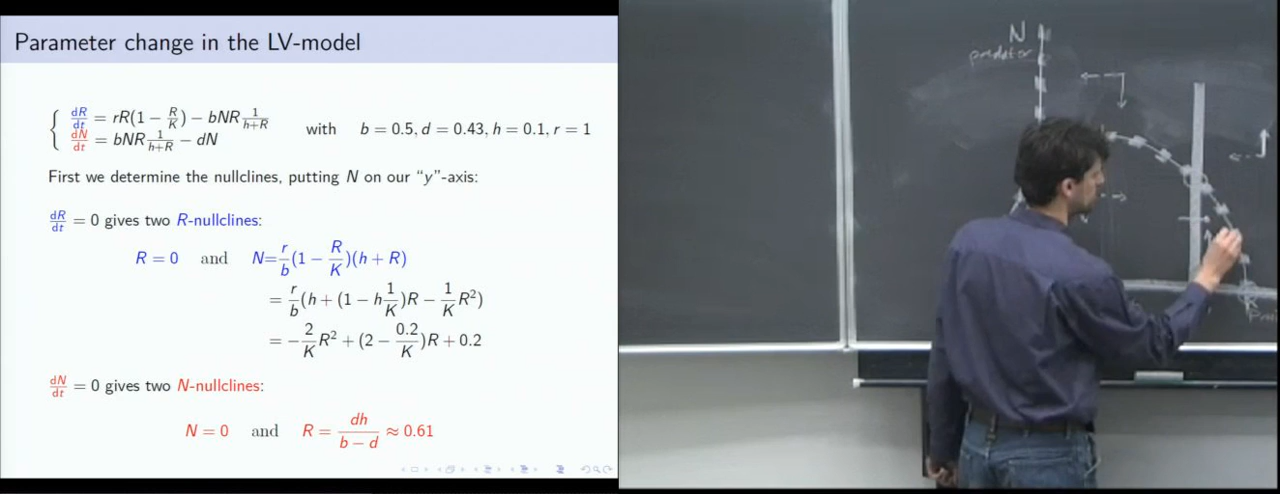 Parameter change in the LV-model
{ dR/dt = rR(1 − R/K) − bNR 1/(h+R)
dN/dt = bNR 1/(h+R) − dN
with b = 0.5, d = 0.43, h = 0.1, r = 1
First we determine the nullclines, putting N on our “y”-axis:
dR/dt = 0 gives two R-nullclines:
R = 0 and N= r/b (1 − R/K)(h + R)
= r/b (h + (1 − h 1/K)R − 1/K R²)
= − 2/K R² + (2 − 0.2/K)R + 0.2
dN/dt = 0 gives two N-nullclines:
N = 0 and R = dh/(b − d) ≈ 0.61
N
predator